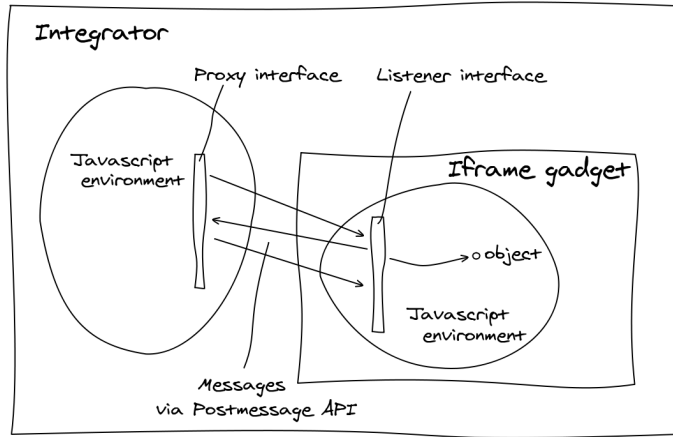 Integrator
Proxy interface
Listener interface
Javascript
environment
Iframe gadget
object
Javascript
environment
Messages
via Postmessage API